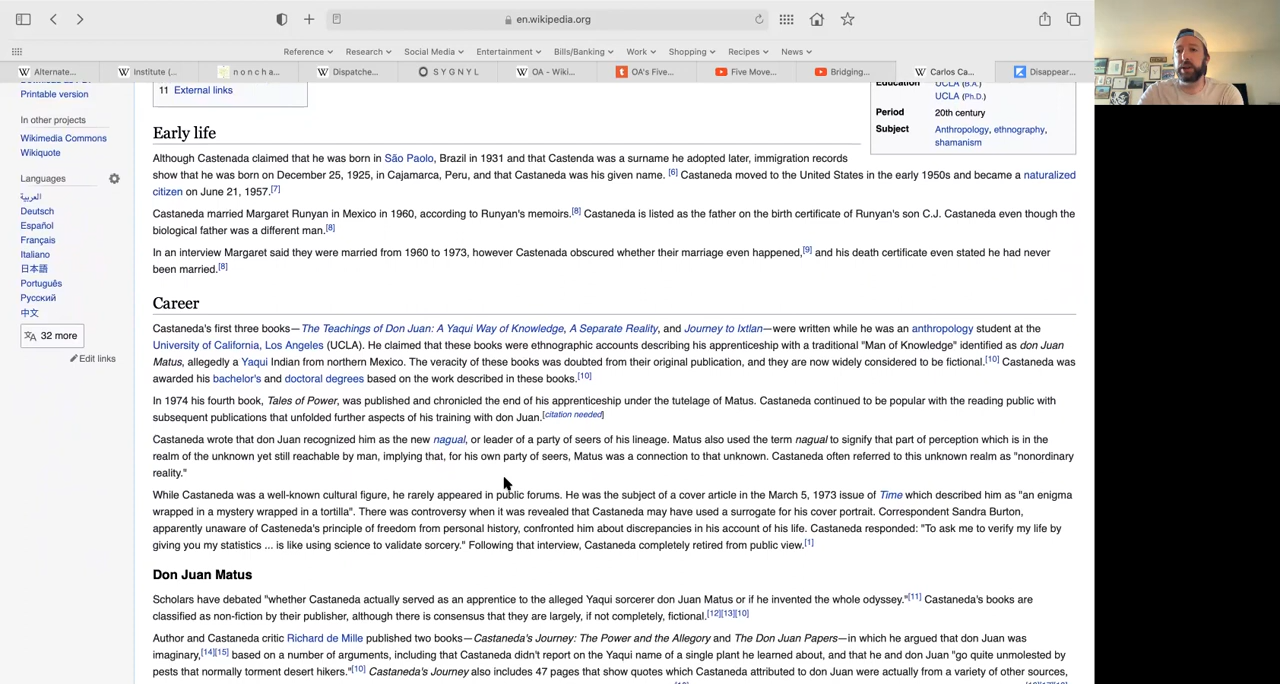 en.wikipedia.org
Reference
Research
Social Media
Entertainment
Bills/Banking
Work
Shopping
Recipes
News
W Alternate...
W Institute (...
n o n c h a...
W Dispatche...
S Y G N Y L
W OA - Wiki...
t OA's Five...
Five Move...
Bridging...
W Carlos Ca...
Disappear...
Printable version
In other projects
Wikimedia Commons
Wikiquote
Languages
العربية
Deutsch
Español
Français
Italiano
日本語
Português
Русский
中文
32 more
Edit links
11 External links
Education UCLA (B.A.)
UCLA (Ph.D.)
Period 20th century
Subject Anthropology, ethnography,
shamanism
Early life
Although Castenada claimed that he was born in São Paolo, Brazil in 1931 and that Castenda was a surname he adopted later, immigration records
show that he was born on December 25, 1925, in Cajamarca, Peru, and that Castaneda was his given name. [6] Castaneda moved to the United States in the early 1950s and became a naturalized
citizen on June 21, 1957.[7]
Castaneda married Margaret Runyan in Mexico in 1960, according to Runyan's memoirs.[8] Castaneda is listed as the father on the birth certificate of Runyan's son C.J. Castaneda even though the
biological father was a different man.[8]
In an interview Margaret said they were married from 1960 to 1973, however Castenada obscured whether their marriage even happened,[9] and his death certificate even stated he had never
been married.[8]
Career
Castaneda's first three books—The Teachings of Don Juan: A Yaqui Way of Knowledge, A Separate Reality, and Journey to Ixtlan—were written while he was an anthropology student at the
University of California, Los Angeles (UCLA). He claimed that these books were ethnographic accounts describing his apprenticeship with a traditional "Man of Knowledge" identified as don Juan
Matus, allegedly a Yaqui Indian from northern Mexico. The veracity of these books was doubted from their original publication, and they are now widely considered to be fictional.[10] Castaneda was
awarded his bachelor's and doctoral degrees based on the work described in these books.[10]
In 1974 his fourth book, Tales of Power, was published and chronicled the end of his apprenticeship under the tutelage of Matus. Castaneda continued to be popular with the reading public with
subsequent publications that unfolded further aspects of his training with don Juan.[citation needed]
Castaneda wrote that don Juan recognized him as the new nagual, or leader of a party of seers of his lineage. Matus also used the term nagual to signify that part of perception which is in the
realm of the unknown yet still reachable by man, implying that, for his own party of seers, Matus was a connection to that unknown. Castaneda often referred to this unknown realm as "nonordinary
reality."
While Castaneda was a well-known cultural figure, he rarely appeared in public forums. He was the subject of a cover article in the March 5, 1973 issue of Time which described him as "an enigma
wrapped in a mystery wrapped in a tortilla". There was controversy when it was revealed that Castaneda may have used a surrogate for his cover portrait. Correspondent Sandra Burton,
apparently unaware of Casteneda's principle of freedom from personal history, confronted him about discrepancies in his account of his life. Castaneda responded: "To ask me to verify my life by
giving you my statistics ... is like using science to validate sorcery." Following that interview, Castaneda completely retired from public view.[1]
Don Juan Matus
Scholars have debated "whether Castaneda actually served as an apprentice to the alleged Yaqui sorcerer don Juan Matus or if he invented the whole odyssey."[11] Castaneda's books are
classified as non-fiction by their publisher, although there is consensus that they are largely, if not completely, fictional.[12][13][10]
Author and Castaneda critic Richard de Mille published two books—Castaneda's Journey: The Power and the Allegory and The Don Juan Papers—in which he argued that don Juan was
imaginary,[14][15] based on a number of arguments, including that Castaneda didn't report on the Yaqui name of a single plant he learned about, and that he and don Juan "go quite unmolested by
pests that normally torment desert hikers."[10] Castaneda's Journey also includes 47 pages that show quotes which Castaneda attributed to don Juan were actually from a variety of other sources,